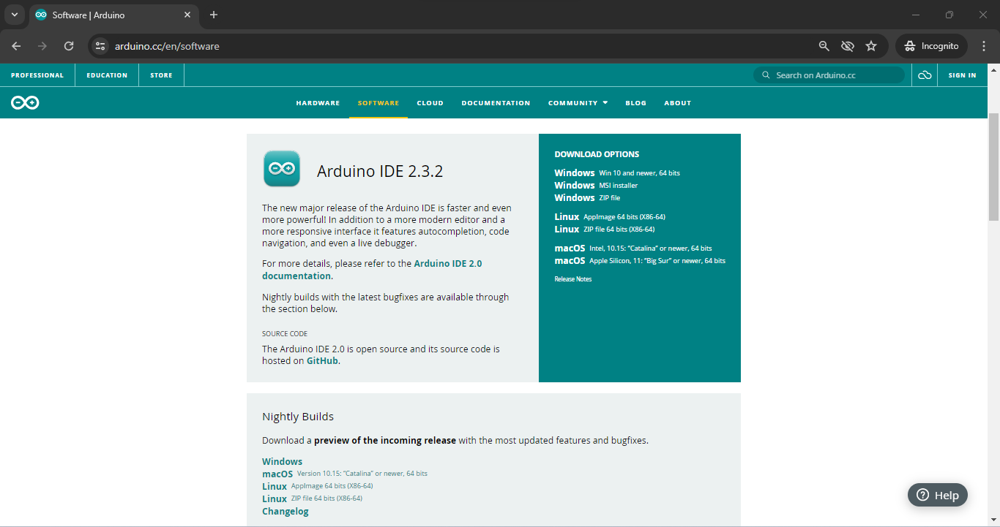 Software | Arduino
arduino.cc/en/software
Incognito
PROFESSIONAL
EDUCATION
STORE
Search on Arduino.cc
SIGN IN
HARDWARE
SOFTWARE
CLOUD
DOCUMENTATION
COMMUNITY
BLOG
ABOUT
Arduino IDE 2.3.2
The new major release of the Arduino IDE is faster and even
more powerful! In addition to a more modern editor and a
more responsive interface it features autocompletion, code
navigation, and even a live debugger.
For more details, please refer to the Arduino IDE 2.0
documentation.
Nightly builds with the latest bugfixes are available through
the section below.
SOURCE CODE
The Arduino IDE 2.0 is open source and its source code is
hosted on GitHub.
DOWNLOAD OPTIONS
Windows Win 10 and newer, 64 bits
Windows MSI installer
Windows ZIP file
Linux AppImage 64 bits (X86-64)
Linux ZIP file 64 bits (X86-64)
macOS Intel, 10.15: “Catalina” or newer, 64 bits
macOS Apple Silicon, 11: “Big Sur” or newer, 64 bits
Release Notes
Nightly Builds
Download a preview of the incoming release with the most updated features and bugfixes.
Windows
macOS Version 10.15: “Catalina” or newer, 64 bits
Linux AppImage 64 bits (X86-64)
Linux ZIP file 64 bits (X86-64)
Changelog
Help